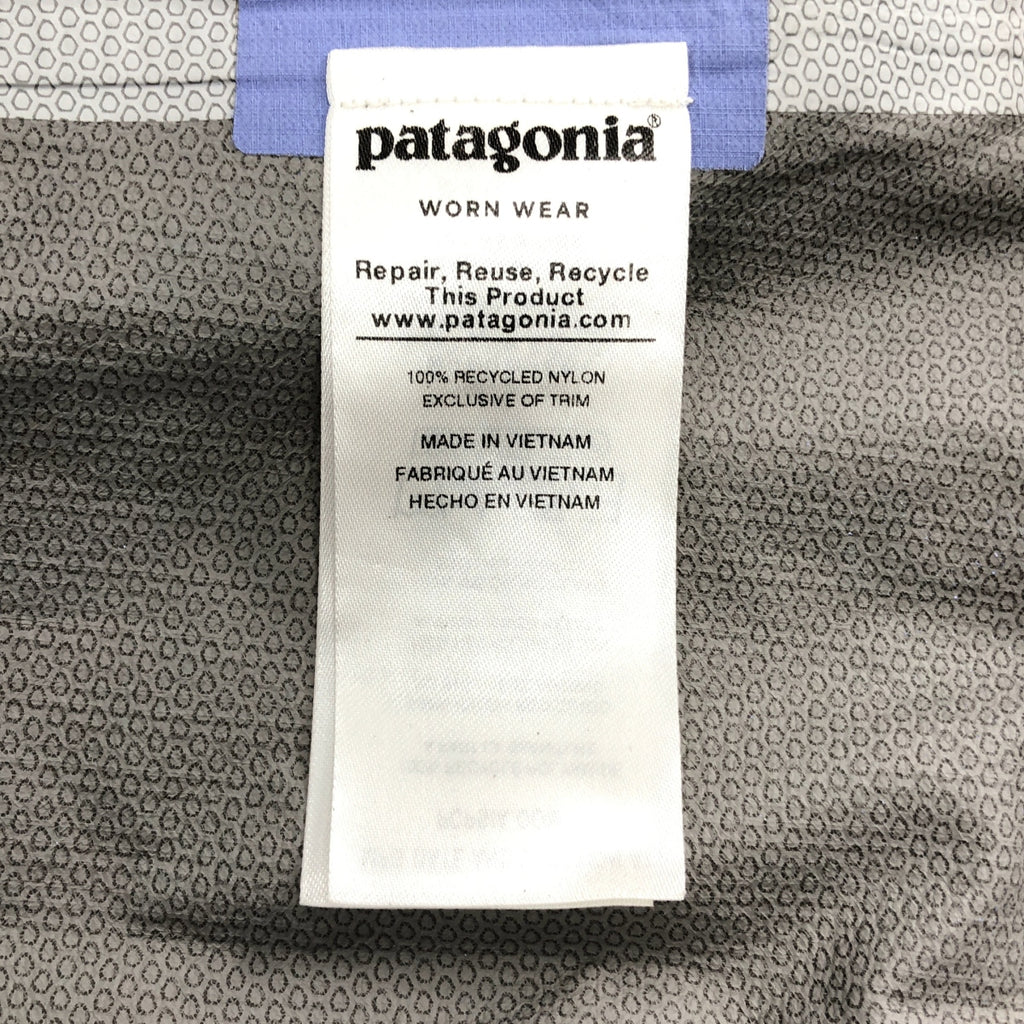 patagonia®
WORN WEAR
Repair, Reuse, Recycle
This Product
www.patagonia.com
100% RECYCLED NYLON
EXCLUSIVE OF TRIM
MADE IN VIETNAM
FABRIQUÉ AU VIETNAM
HECHO EN VIETNAM